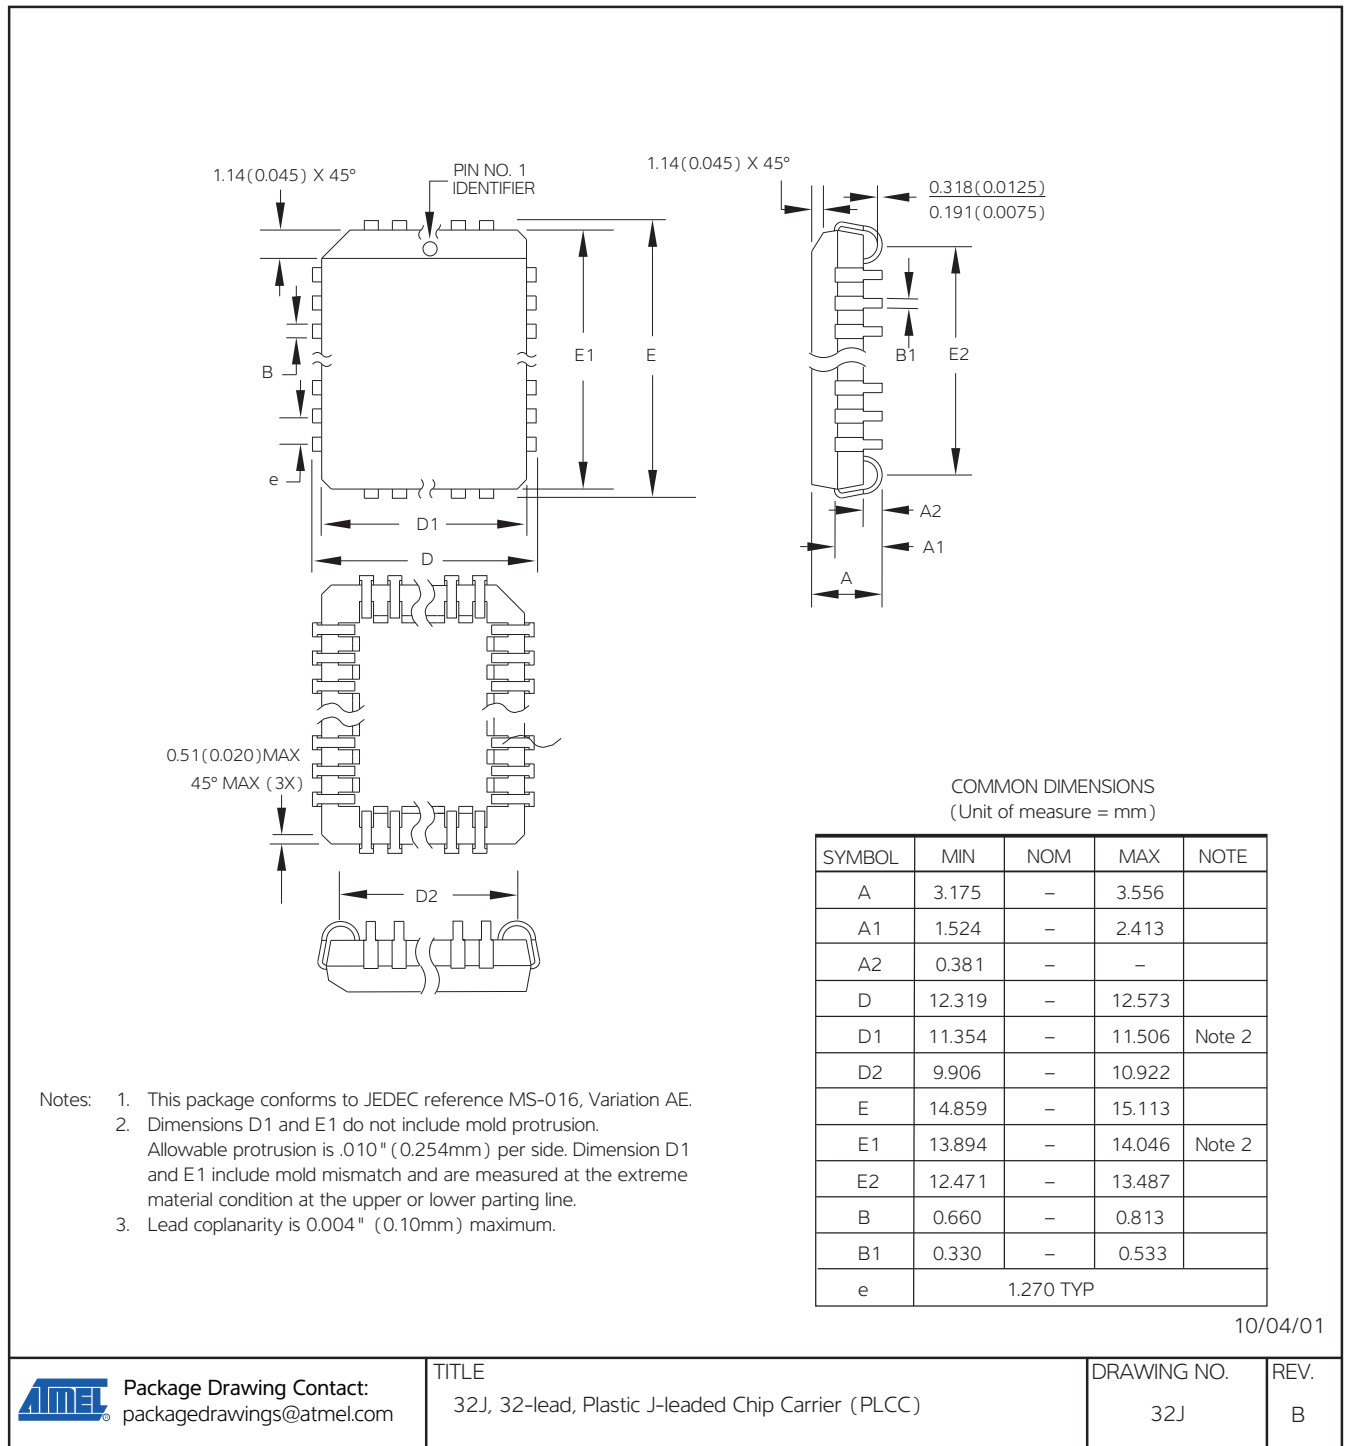 1.14(0.045) X 45°
PIN NO. 1
IDENTIFIER
1.14(0.045) X 45°
0.318(0.0125)
0.191(0.0075)
B
e
E1
E
B1
E2
D1
D
A2
A1
A
0.51(0.020)MAX
45° MAX (3X)
D2
COMMON DIMENSIONS
(Unit of measure = mm)
SYMBOL MIN NOM MAX NOTE
A 3.175 – 3.556
A1 1.524 – 2.413
A2 0.381 – –
D 12.319 – 12.573
D1 11.354 – 11.506 Note 2
D2 9.906 – 10.922
E 14.859 – 15.113
E1 13.894 – 14.046 Note 2
E2 12.471 – 13.487
B 0.660 – 0.813
B1 0.330 – 0.533
e 1.270 TYP
Notes: 1. This package conforms to JEDEC reference MS-016, Variation AE.
2. Dimensions D1 and E1 do not include mold protrusion.
Allowable protrusion is .010"(0.254mm) per side. Dimension D1
and E1 include mold mismatch and are measured at the extreme
material condition at the upper or lower parting line.
3. Lead coplanarity is 0.004" (0.10mm) maximum.
10/04/01
ATMEL®
Package Drawing Contact:
packagedrawings@atmel.com
TITLE
32J, 32-lead, Plastic J-leaded Chip Carrier (PLCC)
DRAWING NO.
32J
REV.
B